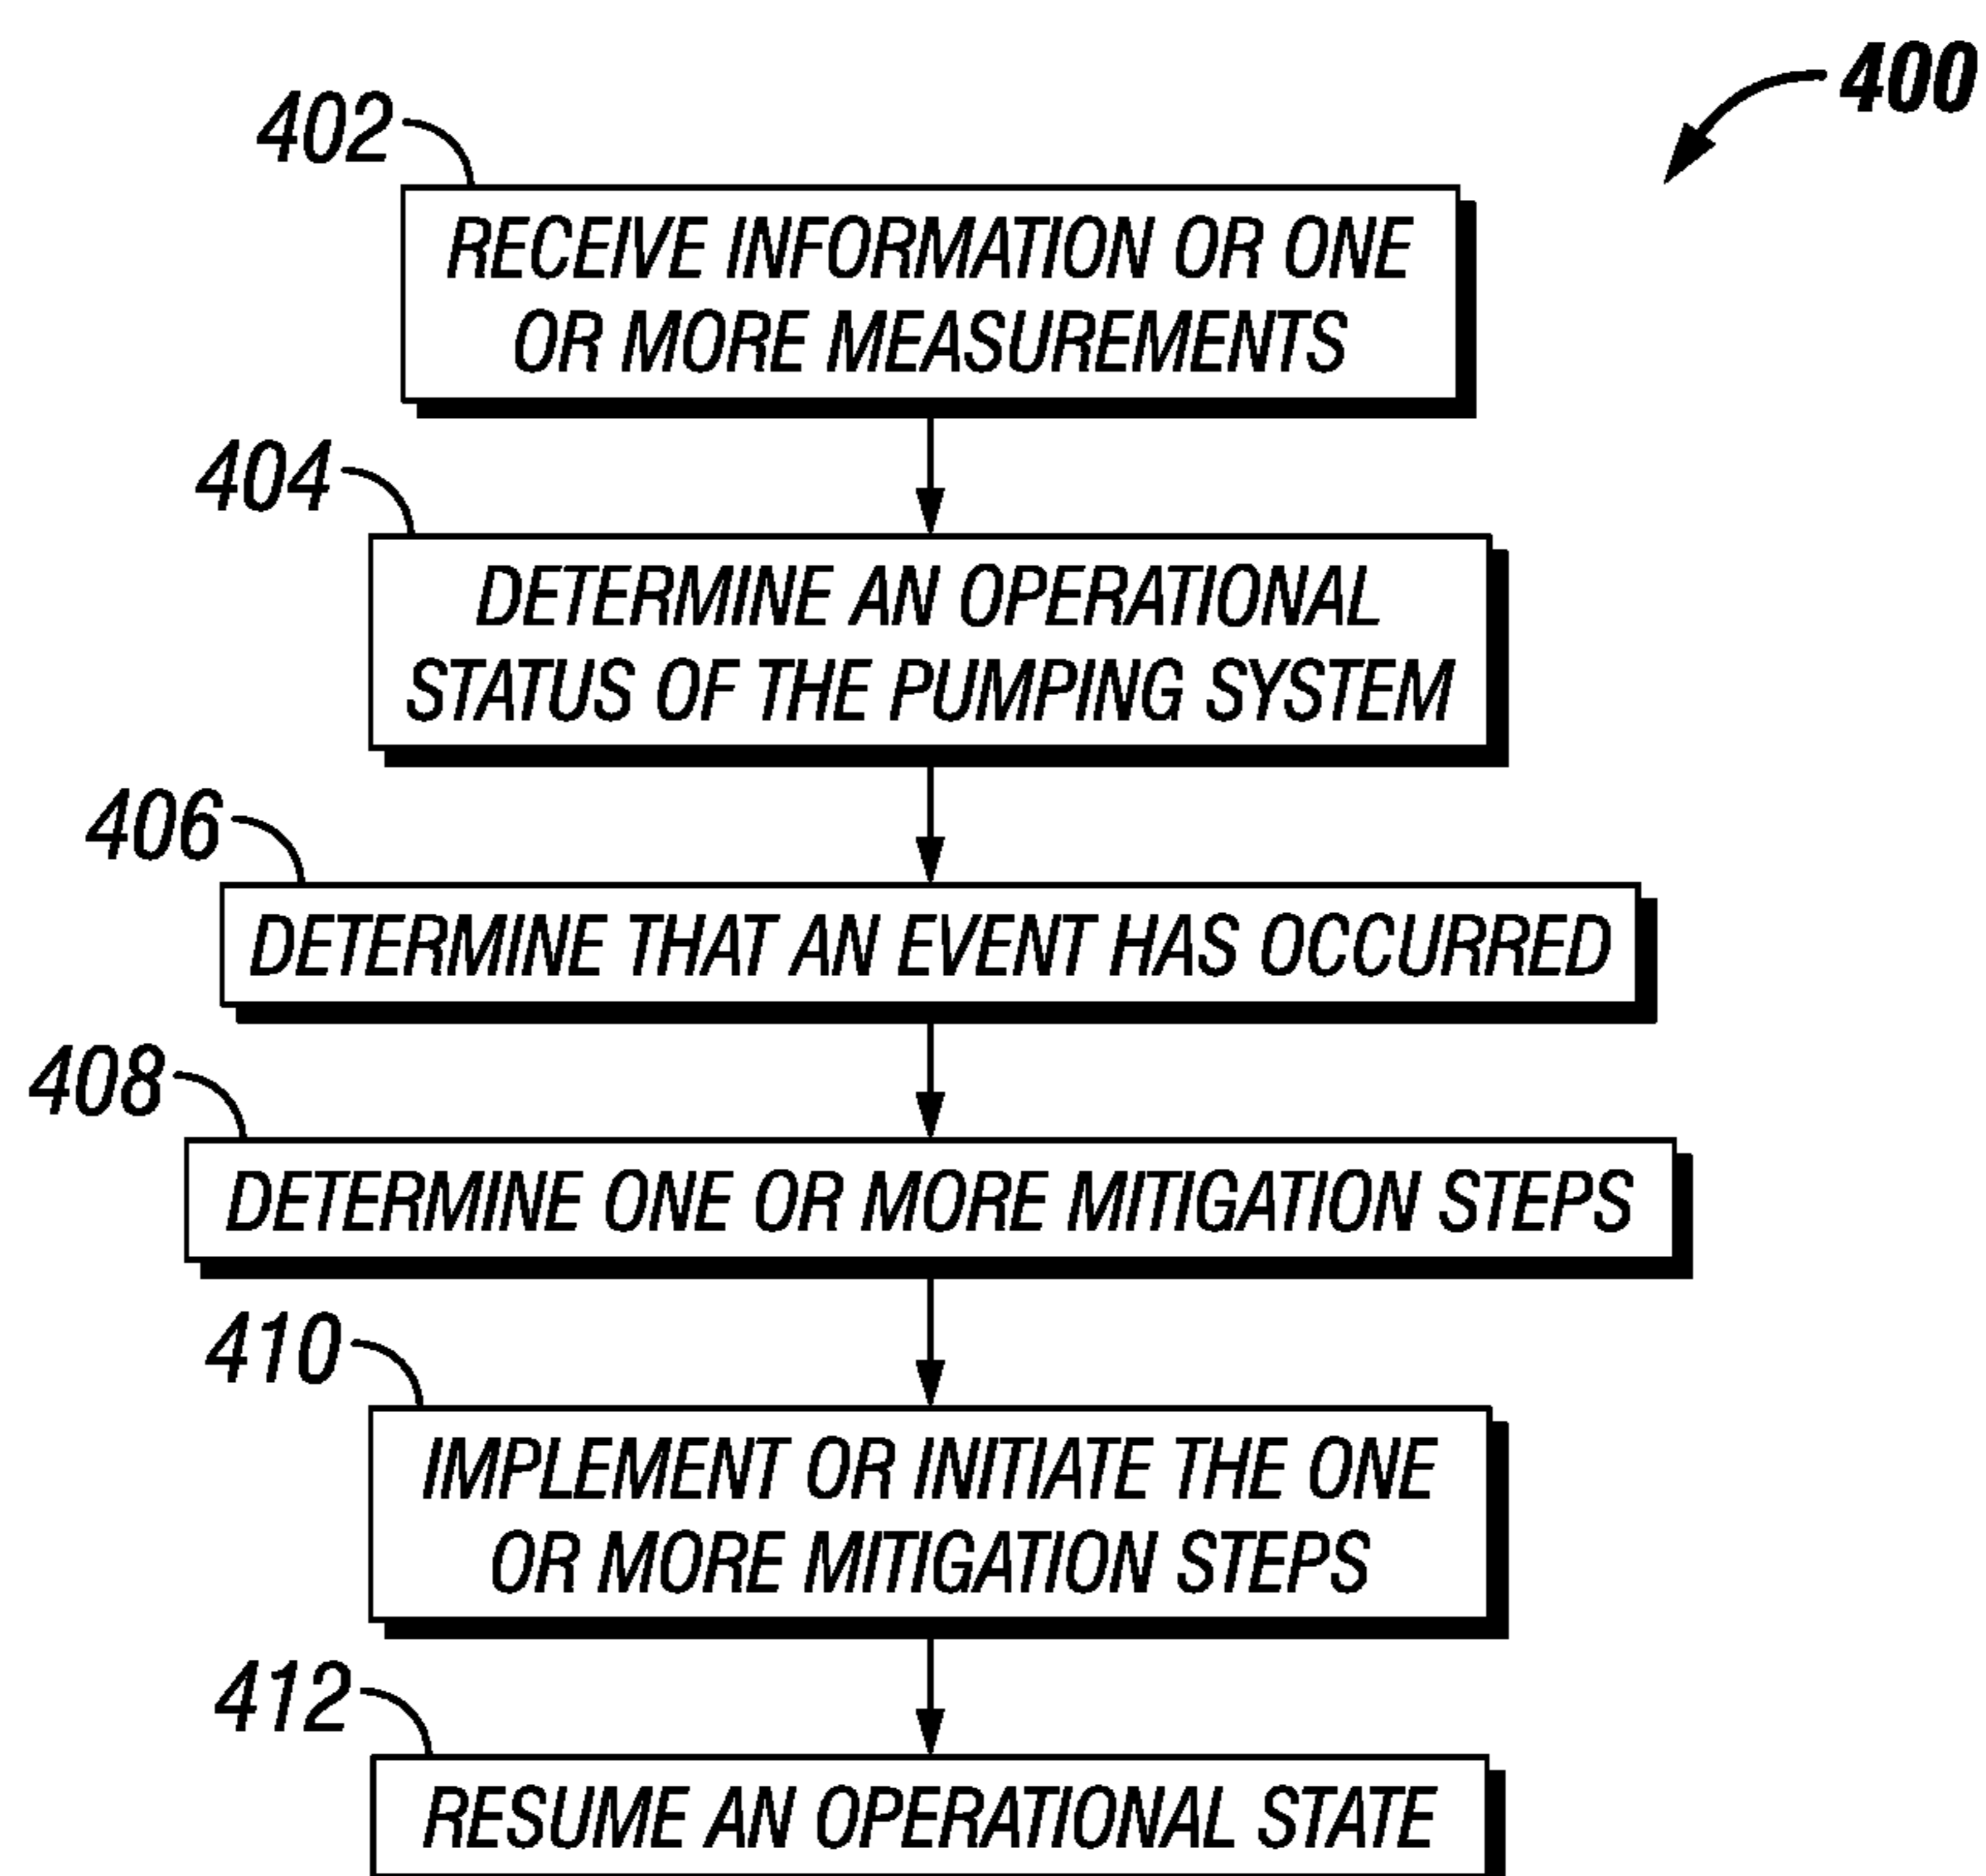 400
402
RECEIVE INFORMATION OR ONE
OR MORE MEASUREMENTS
404
DETERMINE AN OPERATIONAL
STATUS OF THE PUMPING SYSTEM
406
DETERMINE THAT AN EVENT HAS OCCURRED
408
DETERMINE ONE OR MORE MITIGATION STEPS
410
IMPLEMENT OR INITIATE THE ONE
OR MORE MITIGATION STEPS
412
RESUME AN OPERATIONAL STATE